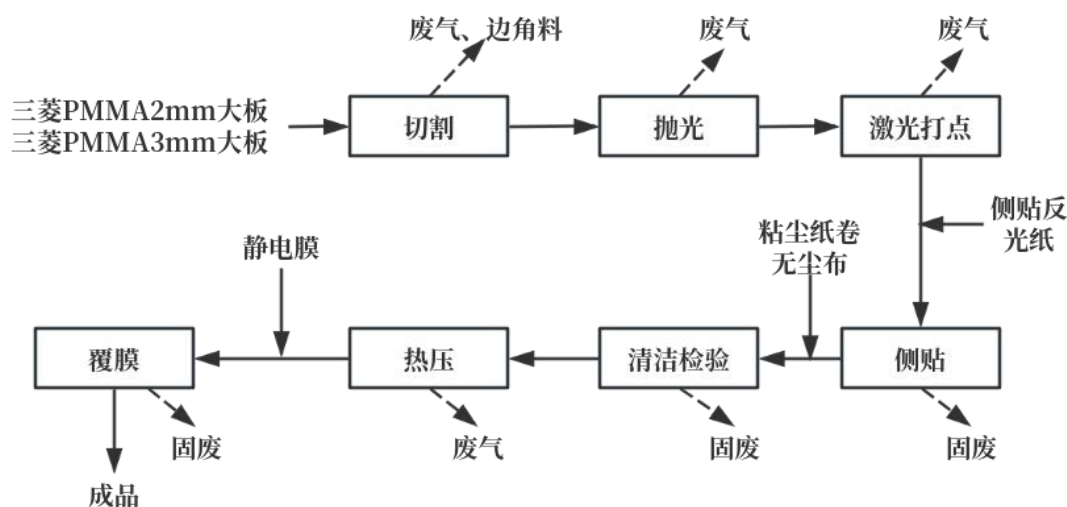 废气、边角料
废气
废气
三菱PMMA2mm大板
三菱PMMA3mm大板
切割
抛光
激光打点
侧贴反
光纸
粘尘纸卷
无尘布
静电膜
覆膜
热压
清洁检验
侧贴
固废
废气
固废
固废
成品